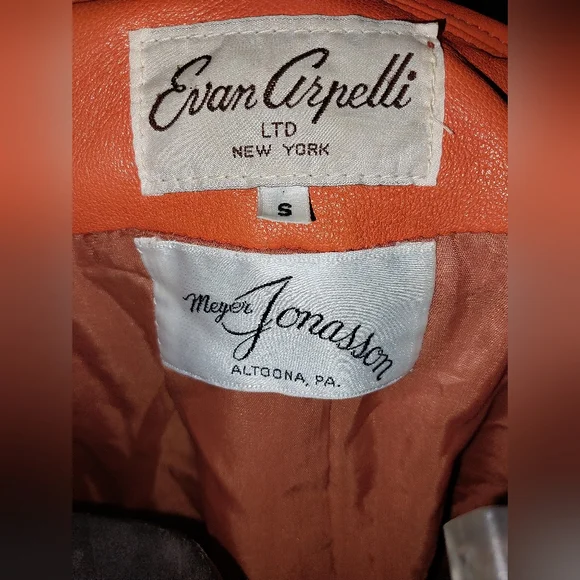 Evan Arpelli
LTD
NEW YORK
S
Meyer Jonasson
ALTOONA, PA.